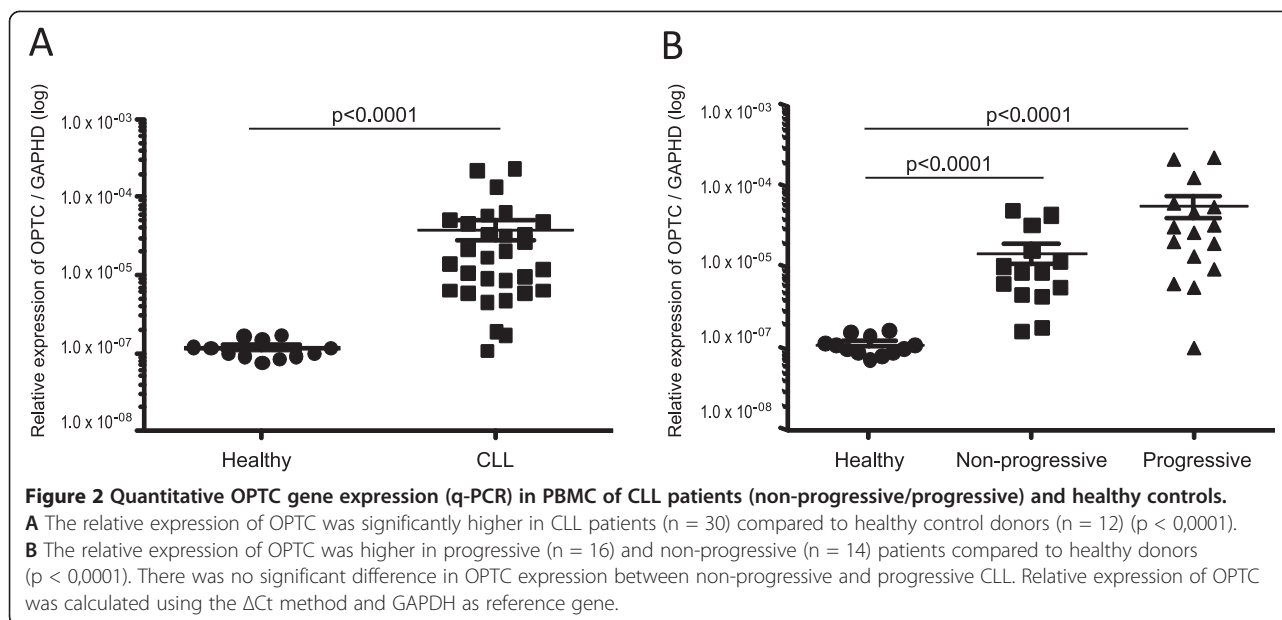 A
Relative expression of OPTC / GAPHD (log)
1.0 x 10-03
1.0 x 10-04
1.0 x 10-05
1.0 x 10-07
1.0 x 10-08
p<0.0001
Healthy
CLL
B
Relative expression of OPTC / GAPHD (log)
1.0 x 10-03
1.0 x 10-04
1.0 x 10-05
1.0 x 10-07
1.0 x 10-08
p<0.0001
p<0.0001
Healthy
Non-progressive
Progressive
Figure 2 Quantitative OPTC gene expression (q-PCR) in PBMC of CLL patients (non-progressive/progressive) and healthy controls.
A The relative expression of OPTC was significantly higher in CLL patients (n = 30) compared to healthy control donors (n = 12) (p < 0,0001).
B The relative expression of OPTC was higher in progressive (n = 16) and non-progressive (n = 14) patients compared to healthy donors
(p < 0,0001). There was no significant difference in OPTC expression between non-progressive and progressive CLL. Relative expression of OPTC
was calculated using the ΔCt method and GAPDH as reference gene.